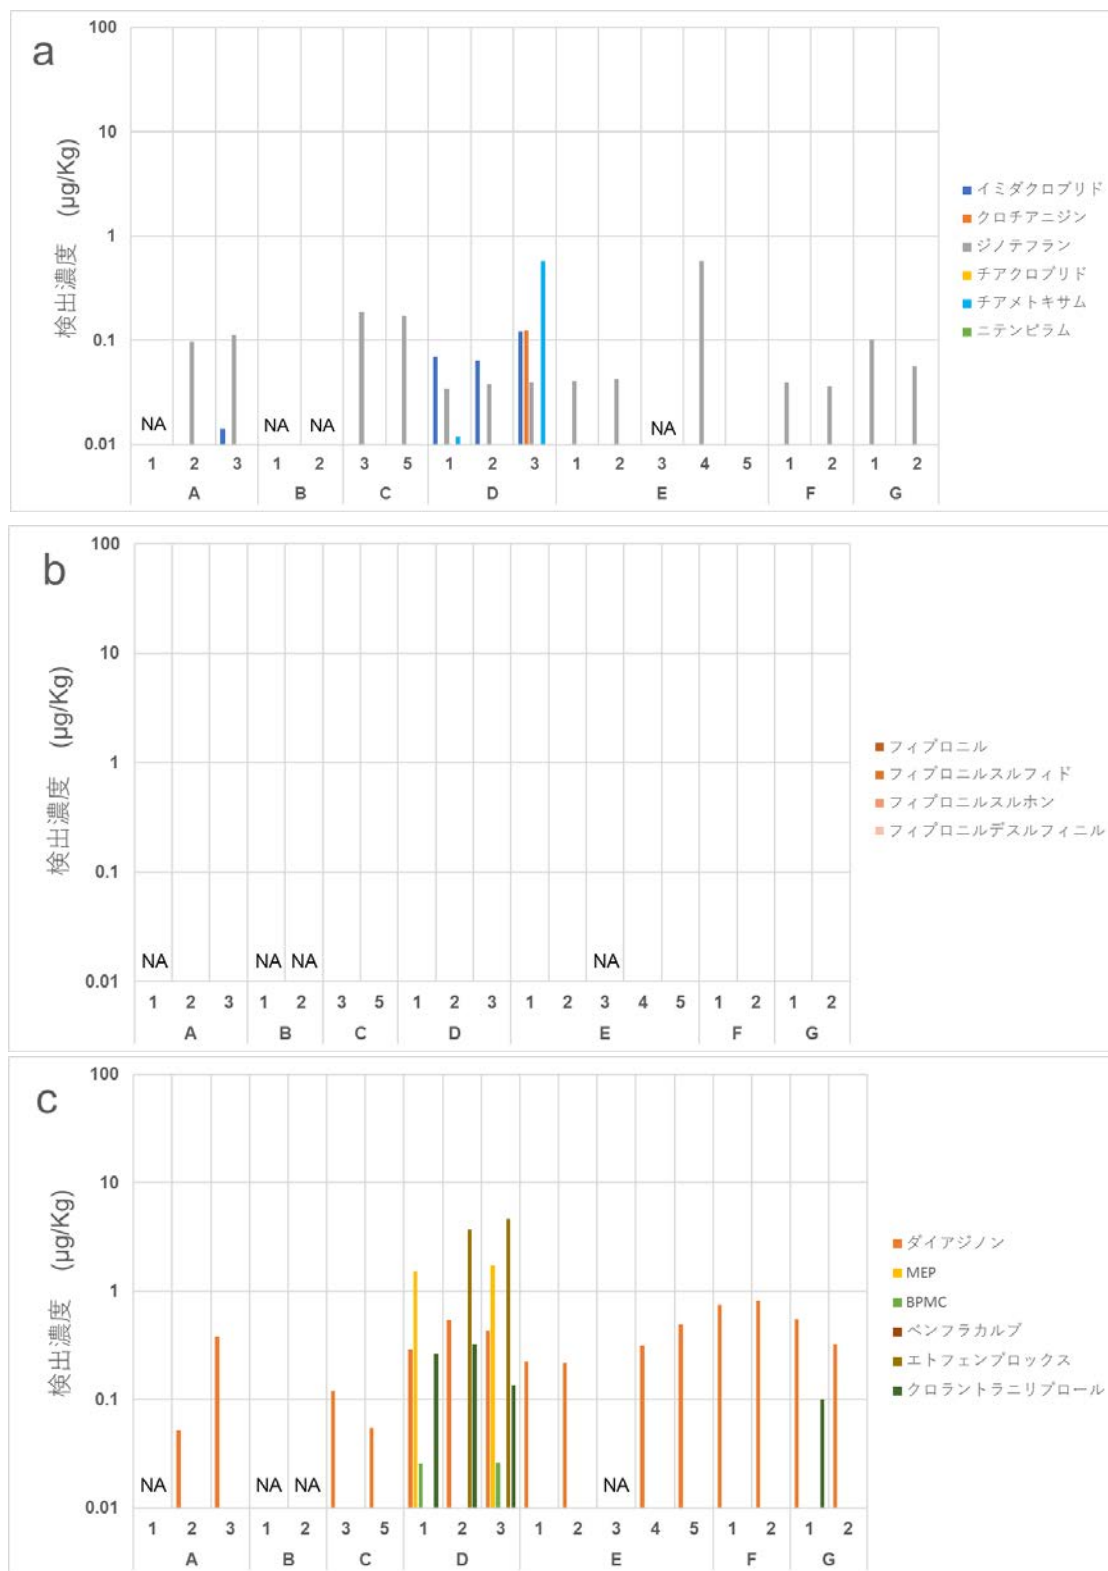 a
検出濃度 (μg/Kg)
100
10
1
0.1
0.01
NA NA NA NA
1 2 3 1 2 3 5 1 2 3 1 2 3 4 5 1 2 1 2
A B C D E F G
イミダクロプリド
クロチアニジン
ジノテフラン
チアクロプリド
チアメトキサム
ニテンピラム
b
検出濃度 (μg/Kg)
100
10
1
0.1
0.01
NA NA NA NA
1 2 3 1 2 3 5 1 2 3 1 2 3 4 5 1 2 1 2
A B C D E F G
フィプロニル
フィプロニルスルフィド
フィプロニルスルホン
フィプロニルデスルフィニル
c
検出濃度 (μg/Kg)
100
10
1
0.1
0.01
NA NA NA NA
1 2 3 1 2 3 5 1 2 3 1 2 3 4 5 1 2 1 2
A B C D E F G
ダイアジノン
MEP
BPMC
ベンフラカルブ
エトフェンプロックス
クロラントラニリプロール